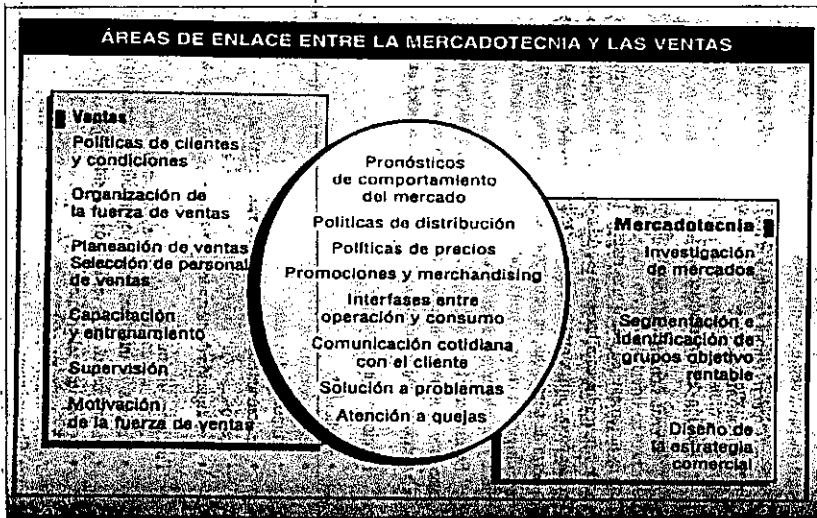 ÁREAS DE ENLACE ENTRE LA MERCADOTECNIA Y LAS VENTAS
Ventas
Políticas de clientes
y condiciones
Organización de
la fuerza de ventas
Planeación de ventas
Selección de personal
de ventas
Capacitación
y entrenamiento
Supervisión
Motivación
de la fuerza de ventas
Pronósticos
de comportamiento
del mercado
Políticas de distribución
Políticas de precios
Promociones y merchandising
Interfases entre
operación y consumo
Comunicación cotidiana
con el cliente
Solución a problemas
Atención a quejas
Mercadotecnia
Investigación
de mercados
Segmentación e
identificación de
grupos objetivo
rentable
Diseño de
la estrategia
comercial